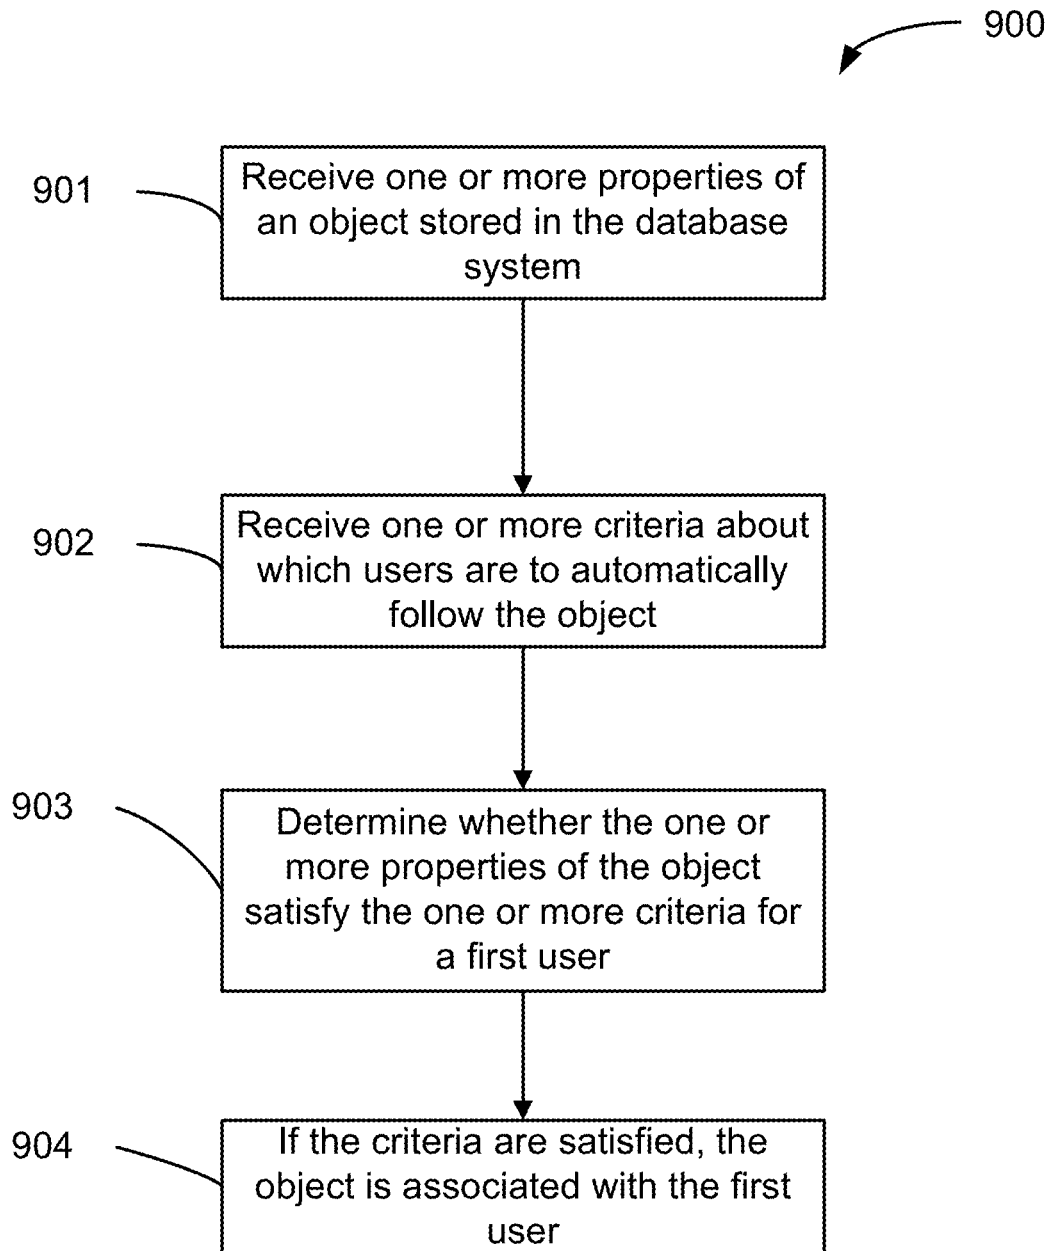 900
901
Receive one or more properties of
an object stored in the database
system
902
Receive one or more criteria about
which users are to automatically
follow the object
903
Determine whether the one or
more properties of the object
satisfy the one or more criteria for
a first user
904
If the criteria are satisfied, the
object is associated with the first
user